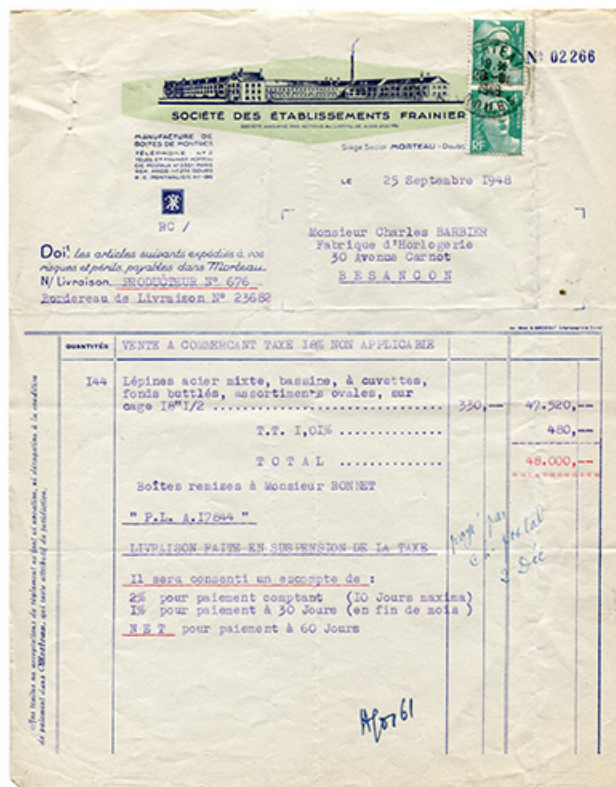 Nº 02266
SOCIÉTÉ DES ÉTABLISSEMENTS FRAINIER
MANUFACTURE DE
BOITES DE MONTRES
Siège Social MORTEAU - Doubs
LE 25 Septembre 1948
RC /
Monsieur Charles BARBIER
Fabrique d'Horlogerie
30 Avenue Carnot
BESANCON
Doit les articles suivants expédiés à vos
risques et périls, payables dans Morteau.
N/ Livraison PRODUCTEUR Nº 676
Bordereau de Livraison Nº 23682
QUANTITÉS VENTE A COMMERCANT TAXE 18% NON APPLICABLE
144 Lépines acier mixte, bassine, à cuvettes,
fonds buttlés, assortiments ovales, sur
cage 18"1/2 .............................. 330,-- 47.520,--
T.T. 1,01% ............. 480,--
TOTAL ............. 48.000,--
Boîtes remises à Monsieur BONNET
" P.L. A.17844 "
LIVRAISON FAITE EN SUSPENSION DE LA TAXE
payé par
ch. postal
2 Déc
Il sera consenti un escompte de :
2% pour paiement comptant (10 Jours maxima)
1% pour paiement à 30 Jours (en fin de mois )
NET pour paiement à 60 Jours